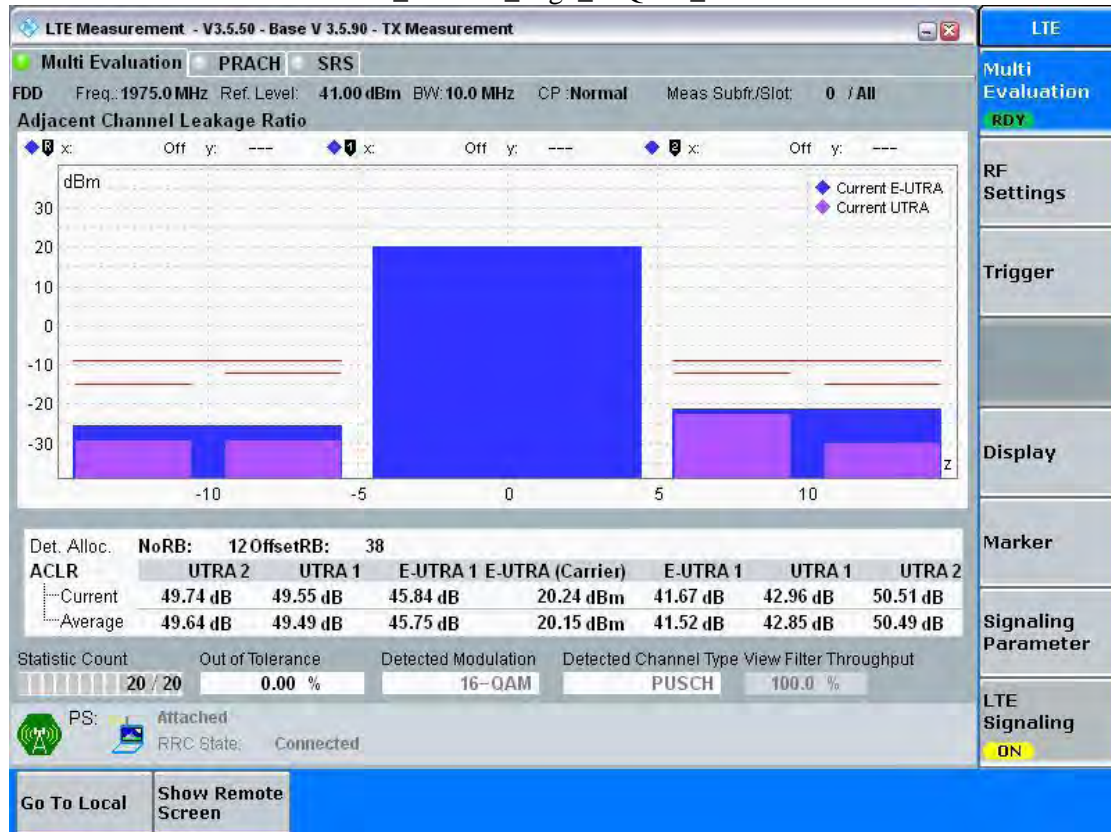 LTE Measurement - V3.5.50 - Base V 3.5.90 - TX Measurement
Multi Evaluation PRACH SRS
FDD Freq.: 1975.0 MHz Ref. Level: 41.00 dBm BW: 10.0 MHz CP :Normal Meas Subfr./Slot: 0 / All
Adjacent Channel Leakage Ratio
R x: Off y: --- 1 x: Off y: --- 2 x: Off y: ---
dBm
Current E-UTRA
Current UTRA
30
20
10
0
-10
-20
-30
z
-10 -5 0 5 10
Det. Alloc. NoRB: 12 OffsetRB: 38
ACLR UTRA 2 UTRA 1 E-UTRA 1 E-UTRA (Carrier) E-UTRA 1 UTRA 1 UTRA 2
Current 49.74 dB 49.55 dB 45.84 dB 20.24 dBm 41.67 dB 42.96 dB 50.51 dB
Average 49.64 dB 49.49 dB 45.75 dB 20.15 dBm 41.52 dB 42.85 dB 50.49 dB
Statistic Count Out of Tolerance Detected Modulation Detected Channel Type View Filter Throughput
20 / 20 0.00 % 16-QAM PUSCH 100.0 %
PS: Attached
RRC State: Connected
Go To Local
Show Remote
Screen
LTE
Multi
Evaluation
RDY
RF
Settings
Trigger
Display
Marker
Signaling
Parameter
LTE
Signaling
ON